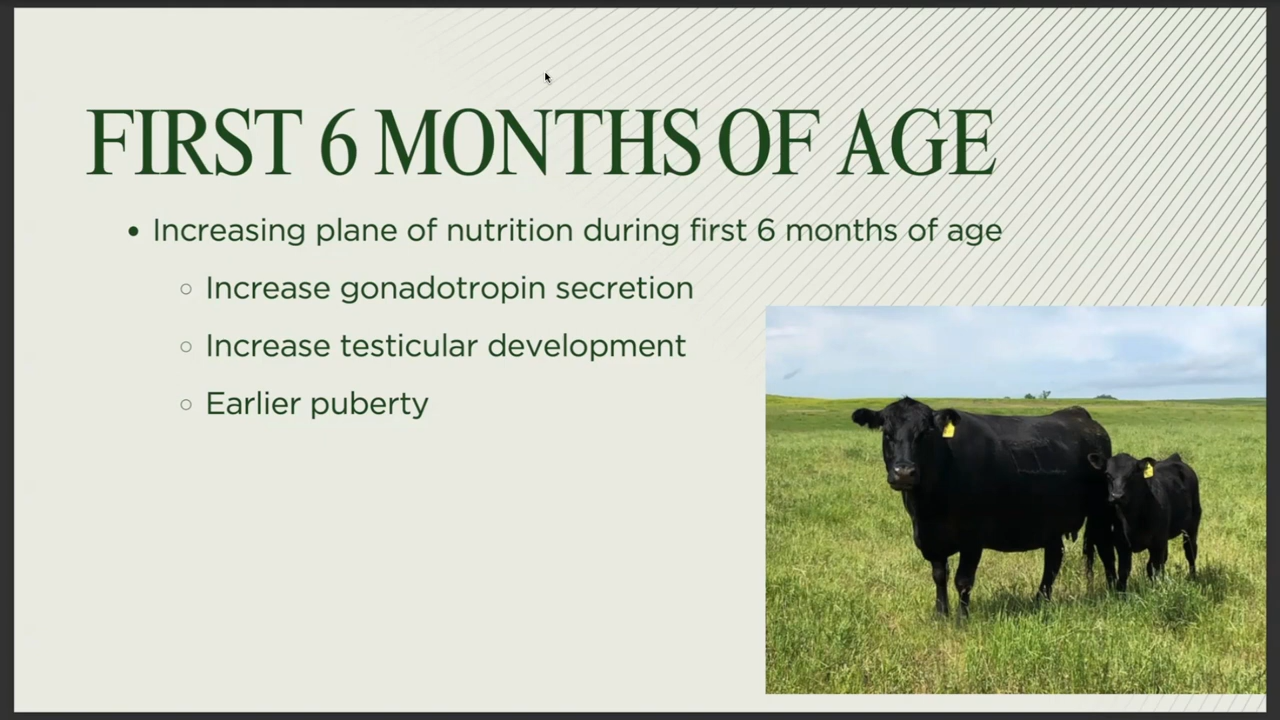 FIRST 6 MONTHS OF AGE
• Increasing plane of nutrition during first 6 months of age
○ Increase gonadotropin secretion
○ Increase testicular development
○ Earlier puberty